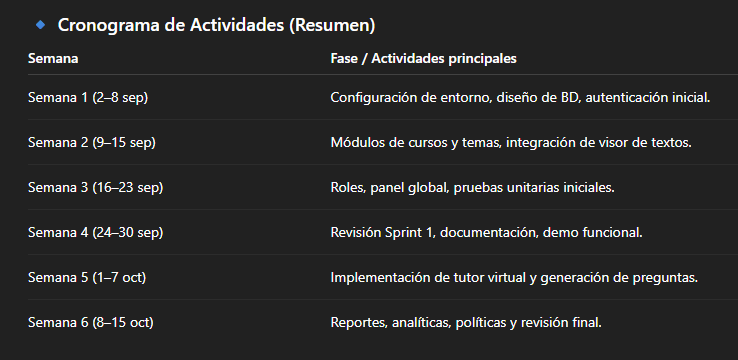 Cronograma de Actividades (Resumen)
Semana Fase / Actividades principales
Semana 1 (2–8 sep) Configuración de entorno, diseño de BD, autenticación inicial.
Semana 2 (9–15 sep) Módulos de cursos y temas, integración de visor de textos.
Semana 3 (16–23 sep) Roles, panel global, pruebas unitarias iniciales.
Semana 4 (24–30 sep) Revisión Sprint 1, documentación, demo funcional.
Semana 5 (1–7 oct) Implementación de tutor virtual y generación de preguntas.
Semana 6 (8–15 oct) Reportes, analíticas, políticas y revisión final.